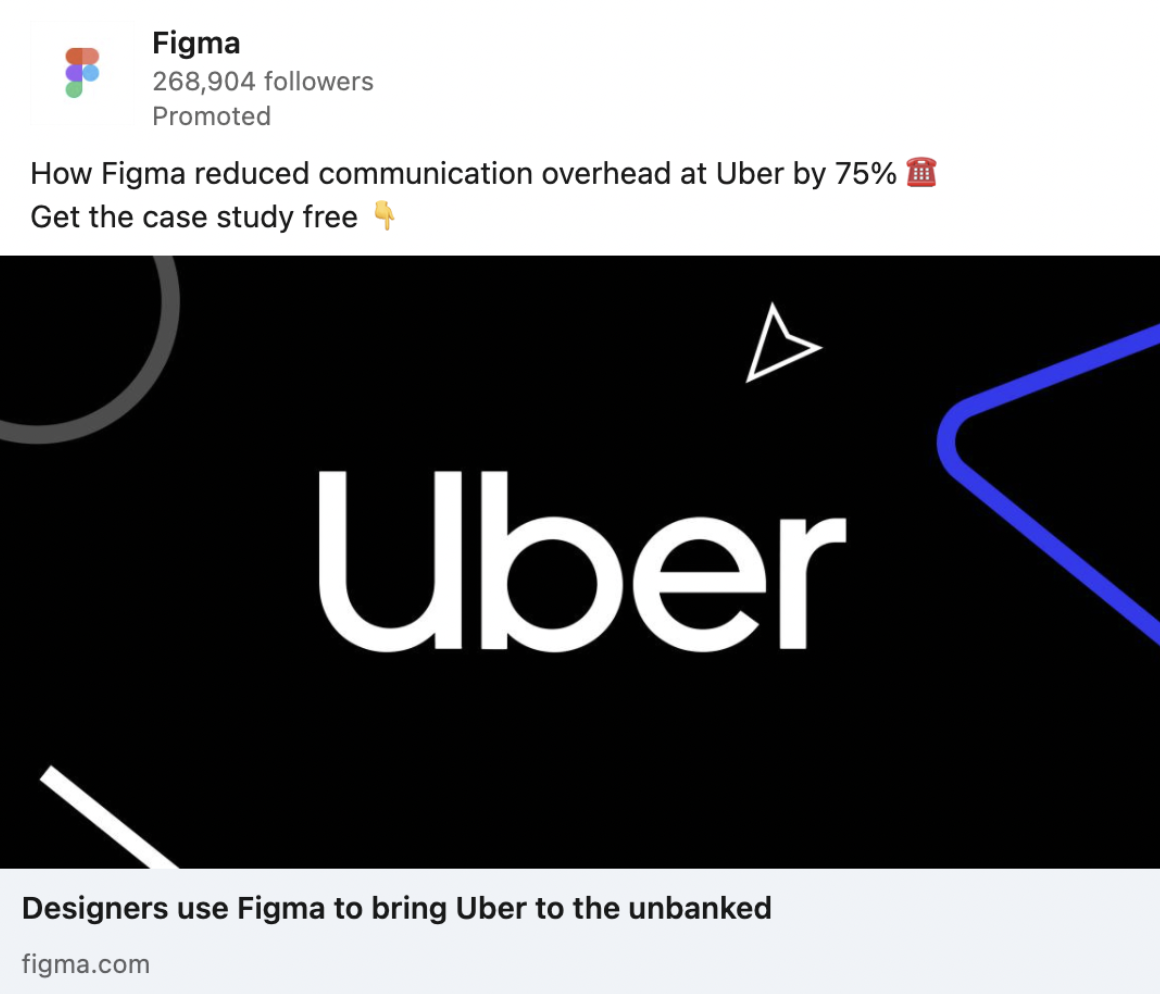 Figma
268,904 followers
Promoted
How Figma reduced communication overhead at Uber by 75% ☎️
Get the case study free 👇
Uber
Designers use Figma to bring Uber to the unbanked
figma.com